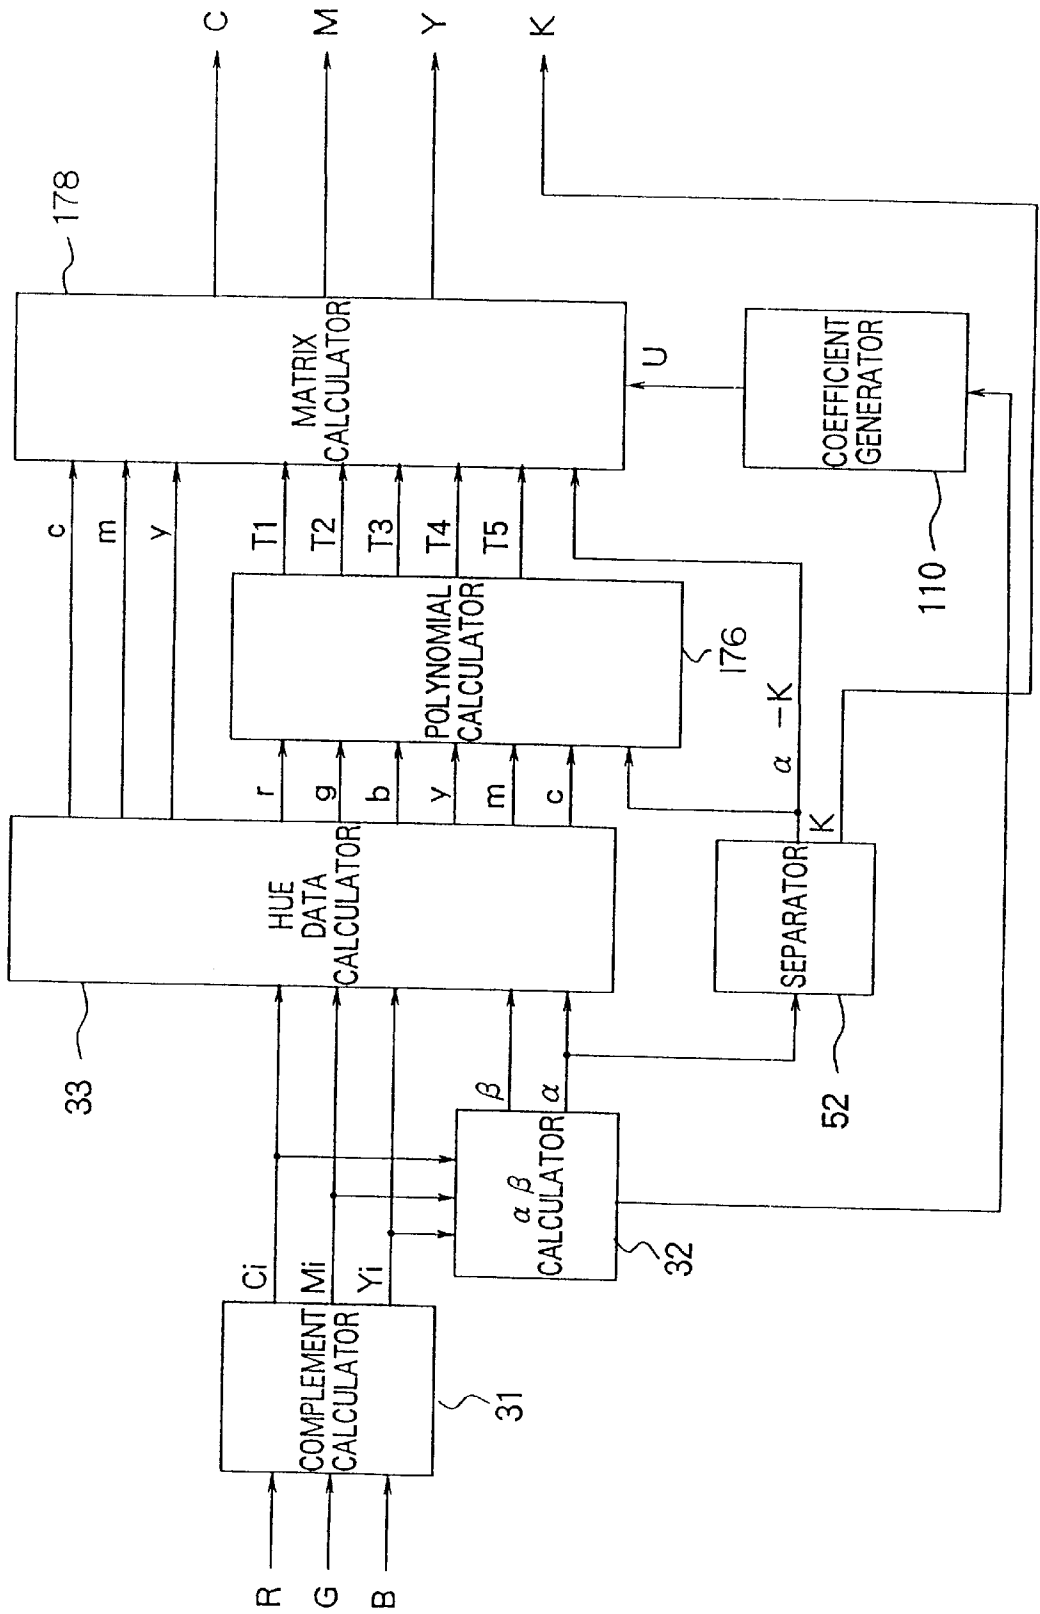 R
G
B
COMPLEMENT
CALCULATOR
31
Ci
Mi
Yi
α β
CALCULATOR
32
β
α
33
HUE
DATA
CALCULATOR
SEPARATOR
52
K
α -K
c
m
y
r
g
b
y
m
c
POLYNOMIAL
CALCULATOR
176
T1
T2
T3
T4
T5
MATRIX
CALCULATOR
178
U
COEFFICIENT
GENERATOR
110
C
M
Y
K